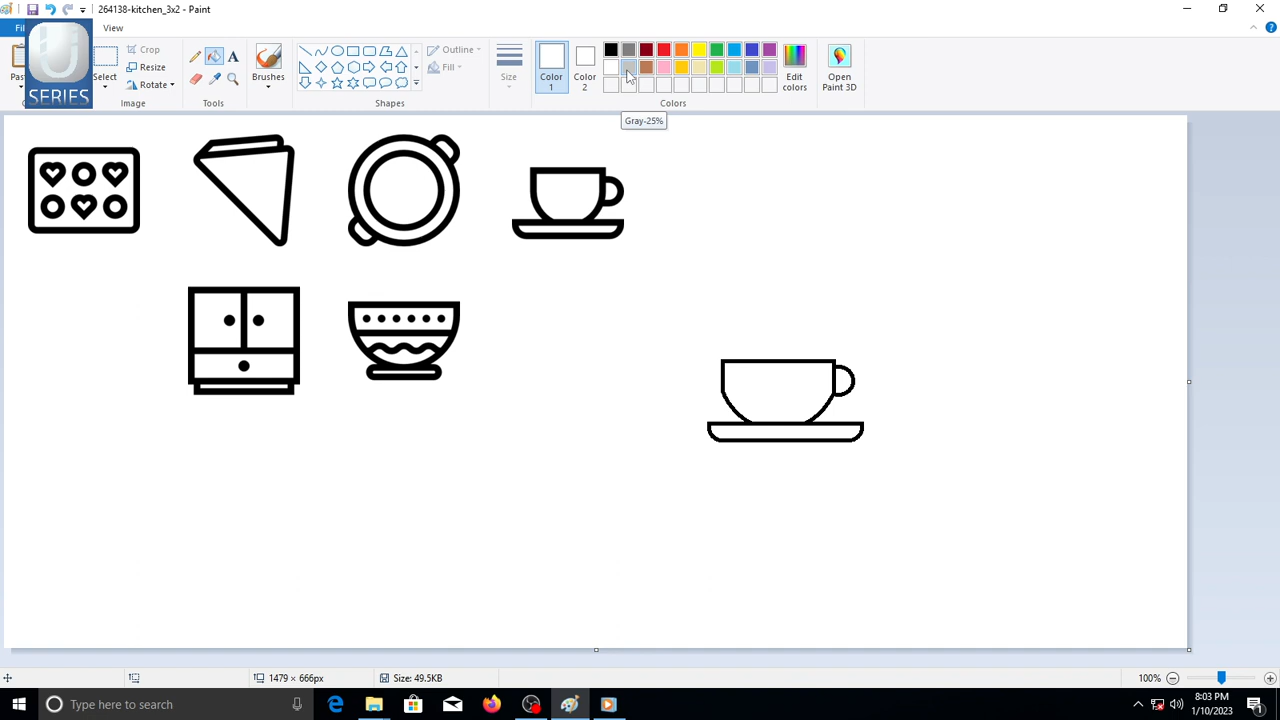 264138-kitchen_3x2 - Paint
View
Crop
Resize
Rotate
Select
Image
Tools
Brushes
Shapes
Outline
Fill
Size
Color 1
Color 2
Colors
Edit colors
Open Paint 3D
U
SERIES
Gray-25%
1479 × 666px
Size: 49.5KB
100%
Type here to search
8:03 PM
1/10/2023